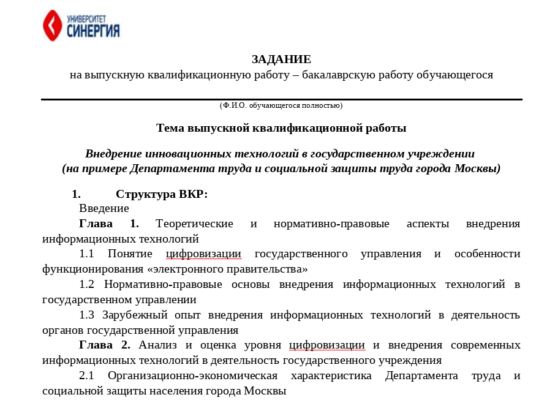 УНИВЕРСИТЕТ
СИНЕРГИЯ
ЗАДАНИЕ
на выпускную квалификационную работу – бакалаврскую работу обучающегося
(Ф.И.О. обучающегося полностью)
Тема выпускной квалификационной работы
Внедрение инновационных технологий в государственном учреждении
(на примере Департамента труда и социальной защиты труда города Москвы)
1. Структура ВКР:
Введение
Глава 1. Теоретические и нормативно-правовые аспекты внедрения
информационных технологий
1.1 Понятие цифровизации государственного управления и особенности
функционирования «электронного правительства»
1.2 Нормативно-правовые основы внедрения информационных технологий в
государственном управлении
1.3 Зарубежный опыт внедрения информационных технологий в деятельность
органов государственной управления
Глава 2. Анализ и оценка уровня цифровизации и внедрения современных
информационных технологий в деятельность государственного учреждения
2.1 Организационно-экономическая характеристика Департамента труда и
социальной защиты населения города Москвы